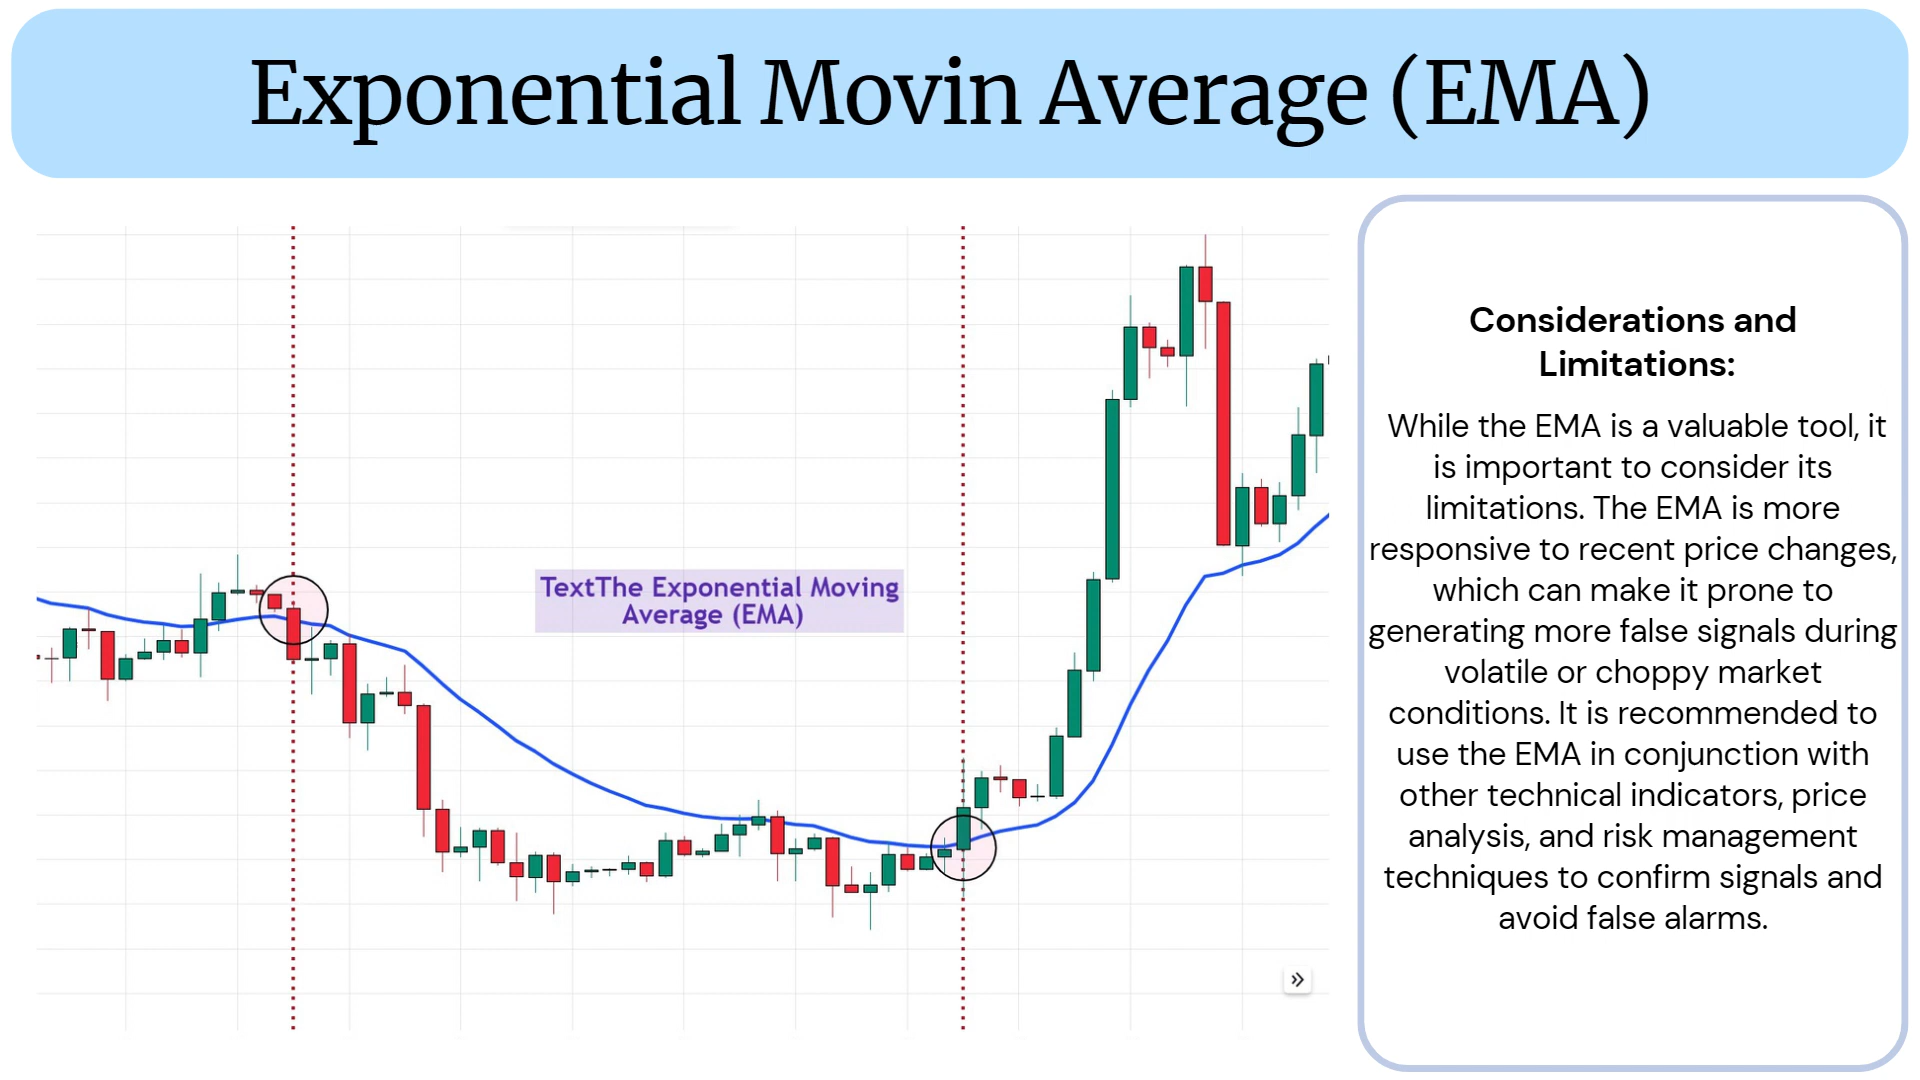 Exponential Movin Average (EMA)
TextThe Exponential Moving
Average (EMA)
Considerations and
Limitations:
While the EMA is a valuable tool, it
is important to consider its
limitations. The EMA is more
responsive to recent price changes,
which can make it prone to
generating more false signals during
volatile or choppy market
conditions. It is recommended to
use the EMA in conjunction with
other technical indicators, price
analysis, and risk management
techniques to confirm signals and
avoid false alarms.